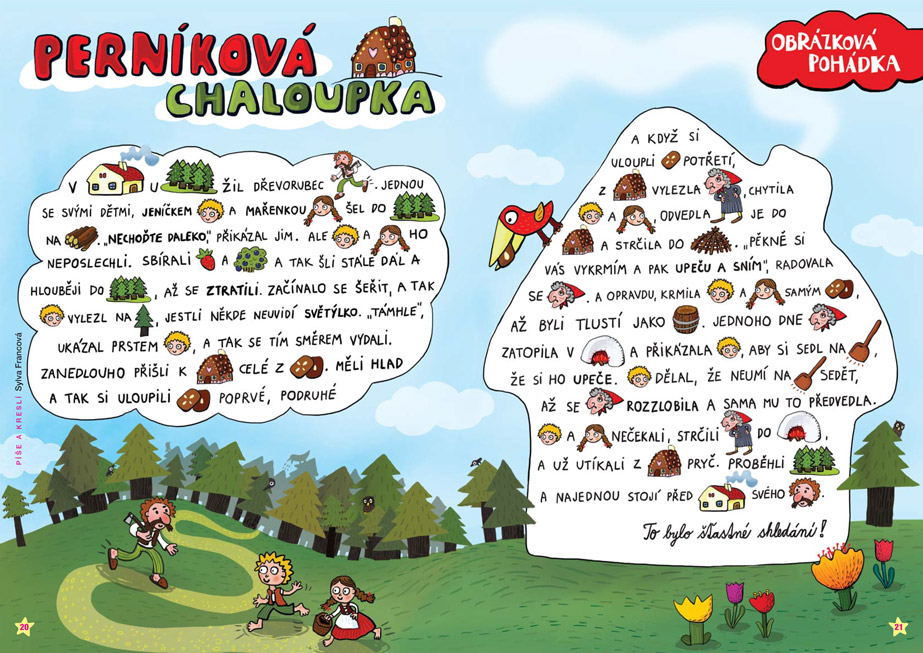 PERNÍKOVÁ
CHALOUPKA
OBRÁZKOVÁ
POHÁDKA
V U ŽIL DŘEVORUBEC . JEDNOU
SE SVÝMI DĚTMI, JENÍČKEM A MAŘENKOU ŠEL DO
NA . „NECHOĎTE DALEKO,“ PŘIKÁZAL JIM. ALE A HO
NEPOSLECHLI. SBÍRALI A A TAK ŠLI STÁLE DÁL A
HLOUBĚJI DO , AŽ SE ZTRATILI. ZAČÍNALO SE ŠEŘIT, A TAK
VYLEZL NA , JESTLI NĚKDE NEUVIDÍ SVĚTÝLKO. „TÁMHLE“,
UKÁZAL PRSTEM , A TAK SE TÍM SMĚREM VYDALI.
ZANEDLOUHO PŘIŠLI K CELÉ Z . MĚLI HLAD
A TAK SI ULOUPILI POPRVÉ, PODRUHÉ
A KDYŽ SI
ULOUPLI POTŘETÍ,
Z VYLEZLA , CHYTILA
A , ODVEDLA JE DO
A STRČILA DO . „PĚKNĚ SI
VÁS VYKRMÍM A PAK UPEČU A SNÍM“, RADOVALA
SE . A OPRAVDU, KRMILA A SAMÝM ,
AŽ BYLI TLUSTÍ JAKO . JEDNOHO DNE
ZATOPILA V A PŘIKÁZALA , ABY SI SEDL NA ,
ŽE SI HO UPEČE. DĚLAL, ŽE NEUMÍ NA SEDĚT,
AŽ SE ROZZLOBILA A SAMA MU TO PŘEDVEDLA.
A NEČEKALI, STRČILI DO ,
A UŽ UTÍKALI Z PRYČ. PROBĚHLI
A NAJEDNOU STOJÍ PŘED SVÉHO .
To bylo šťastné shledání!
PÍŠE A KRESLÍ Sylva Francová
20
21